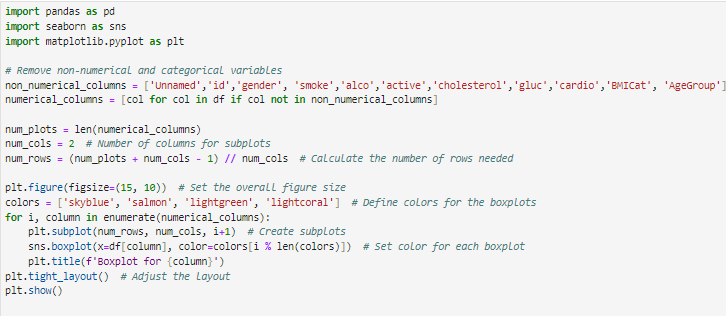 import pandas as pd
import seaborn as sns
import matplotlib.pyplot as plt
# Remove non-numerical and categorical variables
non_numerical_columns = ['Unnamed','id','gender', 'smoke','alco','active','cholesterol','gluc','cardio','BMICat', 'AgeGroup']
numerical_columns = [col for col in df if col not in non_numerical_columns]
num_plots = len(numerical_columns)
num_cols = 2  # Number of columns for subplots
num_rows = (num_plots + num_cols - 1) // num_cols  # Calculate the number of rows needed
plt.figure(figsize=(15, 10))  # Set the overall figure size
colors = ['skyblue', 'salmon', 'lightgreen', 'lightcoral']  # Define colors for the boxplots
for i, column in enumerate(numerical_columns):
    plt.subplot(num_rows, num_cols, i+1)  # Create subplots
    sns.boxplot(x=df[column], color=colors[i % len(colors)])  # Set color for each boxplot
    plt.title(f'Boxplot for {column}')
plt.tight_layout()  # Adjust the layout
plt.show()